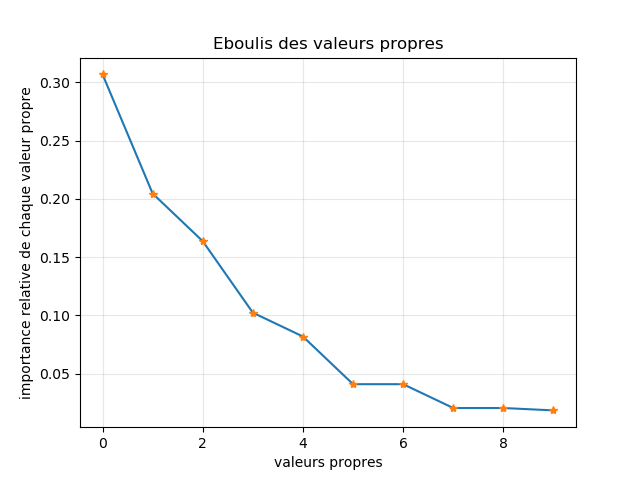 Eboulis des valeurs propres
importance relative de chaque valeur propre
0.30
0.25
0.20
0.15
0.10
0.05
0 2 4 6 8
valeurs propres